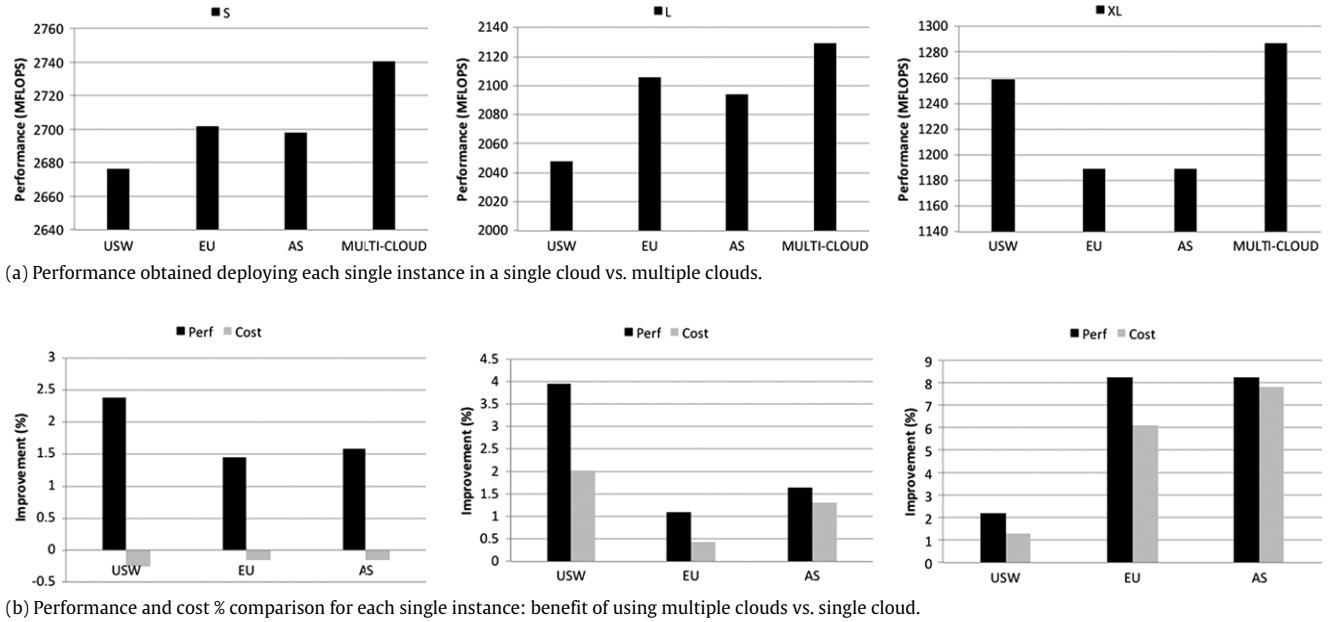 S
2760
2740
2720
2700
2680
2660
2640
Performance (MFLOPS)
USW EU AS MULTI-CLOUD
L
2140
2120
2100
2080
2060
2040
2020
2000
Performance (MFLOPS)
USW EU AS MULTI-CLOUD
XL
1300
1280
1260
1240
1220
1200
1180
1160
1140
Performance (MFLOPS)
USW EU AS MULTI-CLOUD
(a) Performance obtained deploying each single instance in a single cloud vs. multiple clouds.
Perf Cost
3
2.5
2
1.5
1
0.5
0
-0.5
Improvement (%)
USW EU AS
Perf Cost
4.5
4
3.5
3
2.5
2
1.5
1
0.5
0
Improvement (%)
USW EU AS
Perf Cost
9
8
7
6
5
4
3
2
1
0
Improvement (%)
USW EU AS
(b) Performance and cost % comparison for each single instance: benefit of using multiple clouds vs. single cloud.